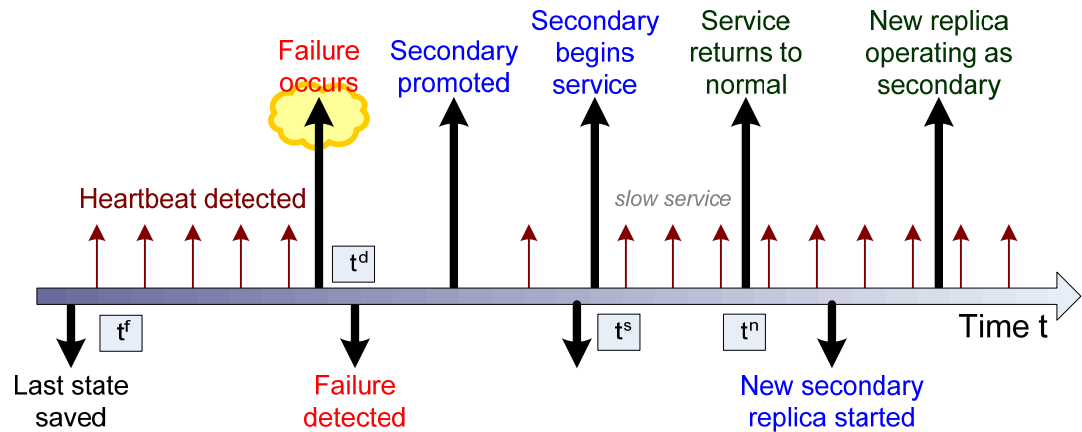 Failure
occurs
Secondary
promoted
Secondary
begins
service
Service
returns to
normal
New replica
operating as
secondary
Heartbeat detected
slow service
t^d
t^f
t^s
t^n
Time t
Last state
saved
Failure
detected
New secondary
replica started